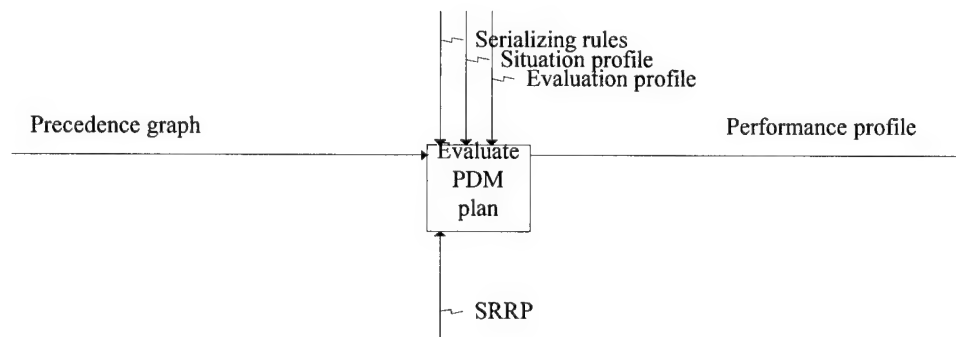 Serializing rules
Situation profile
Evaluation profile
Precedence graph
Performance profile
Evaluate
PDM
plan
SRRP